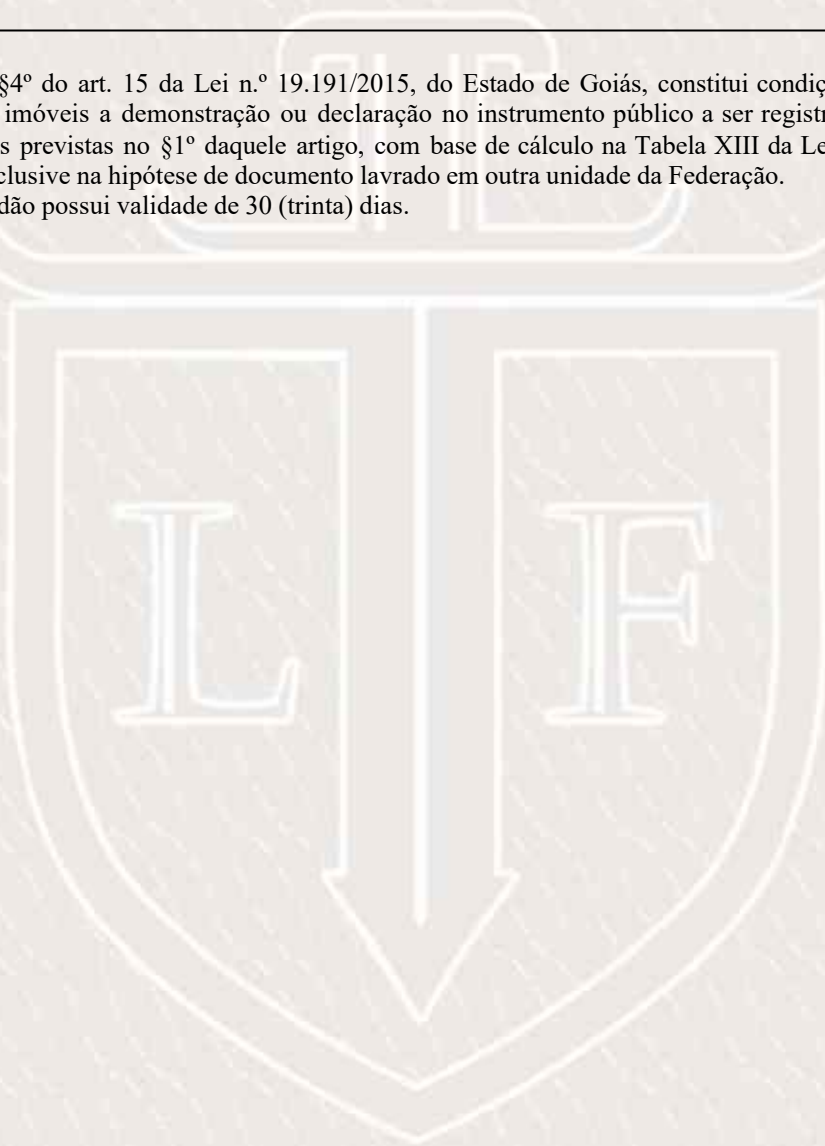 §4º do art. 15 da Lei n.º 19.191/2015, do Estado de Goiás, constitui condiç
imóveis a demonstração ou declaração no instrumento público a ser registr
s previstas no §1º daquele artigo, com base de cálculo na Tabela XIII da Le
clusive na hipótese de documento lavrado em outra unidade da Federação.
dão possui validade de 30 (trinta) dias.
L F